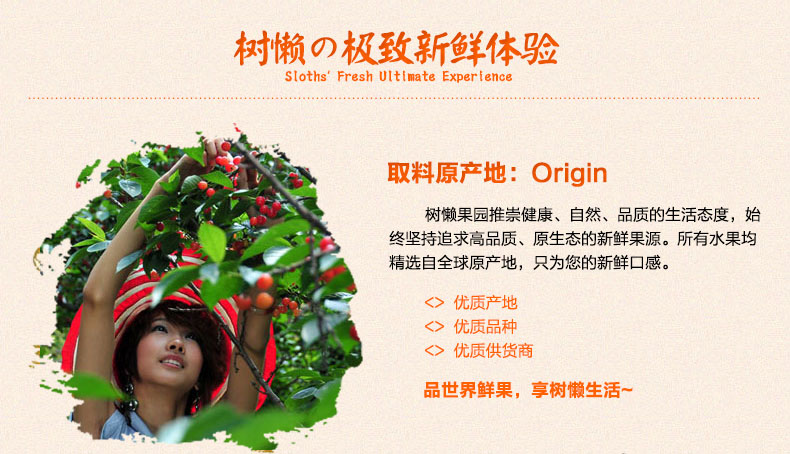 树懒の极致新鲜体验
Sloths' Fresh Ultimate Experience
取料原产地：Origin
树懒果园推崇健康、自然、品质的生活态度，始
终坚持追求高品质、原生态的新鲜果源。所有水果均
精选自全球原产地，只为您的新鲜口感。
<> 优质产地
<> 优质品种
<> 优质供货商
品世界鲜果，享树懒生活~